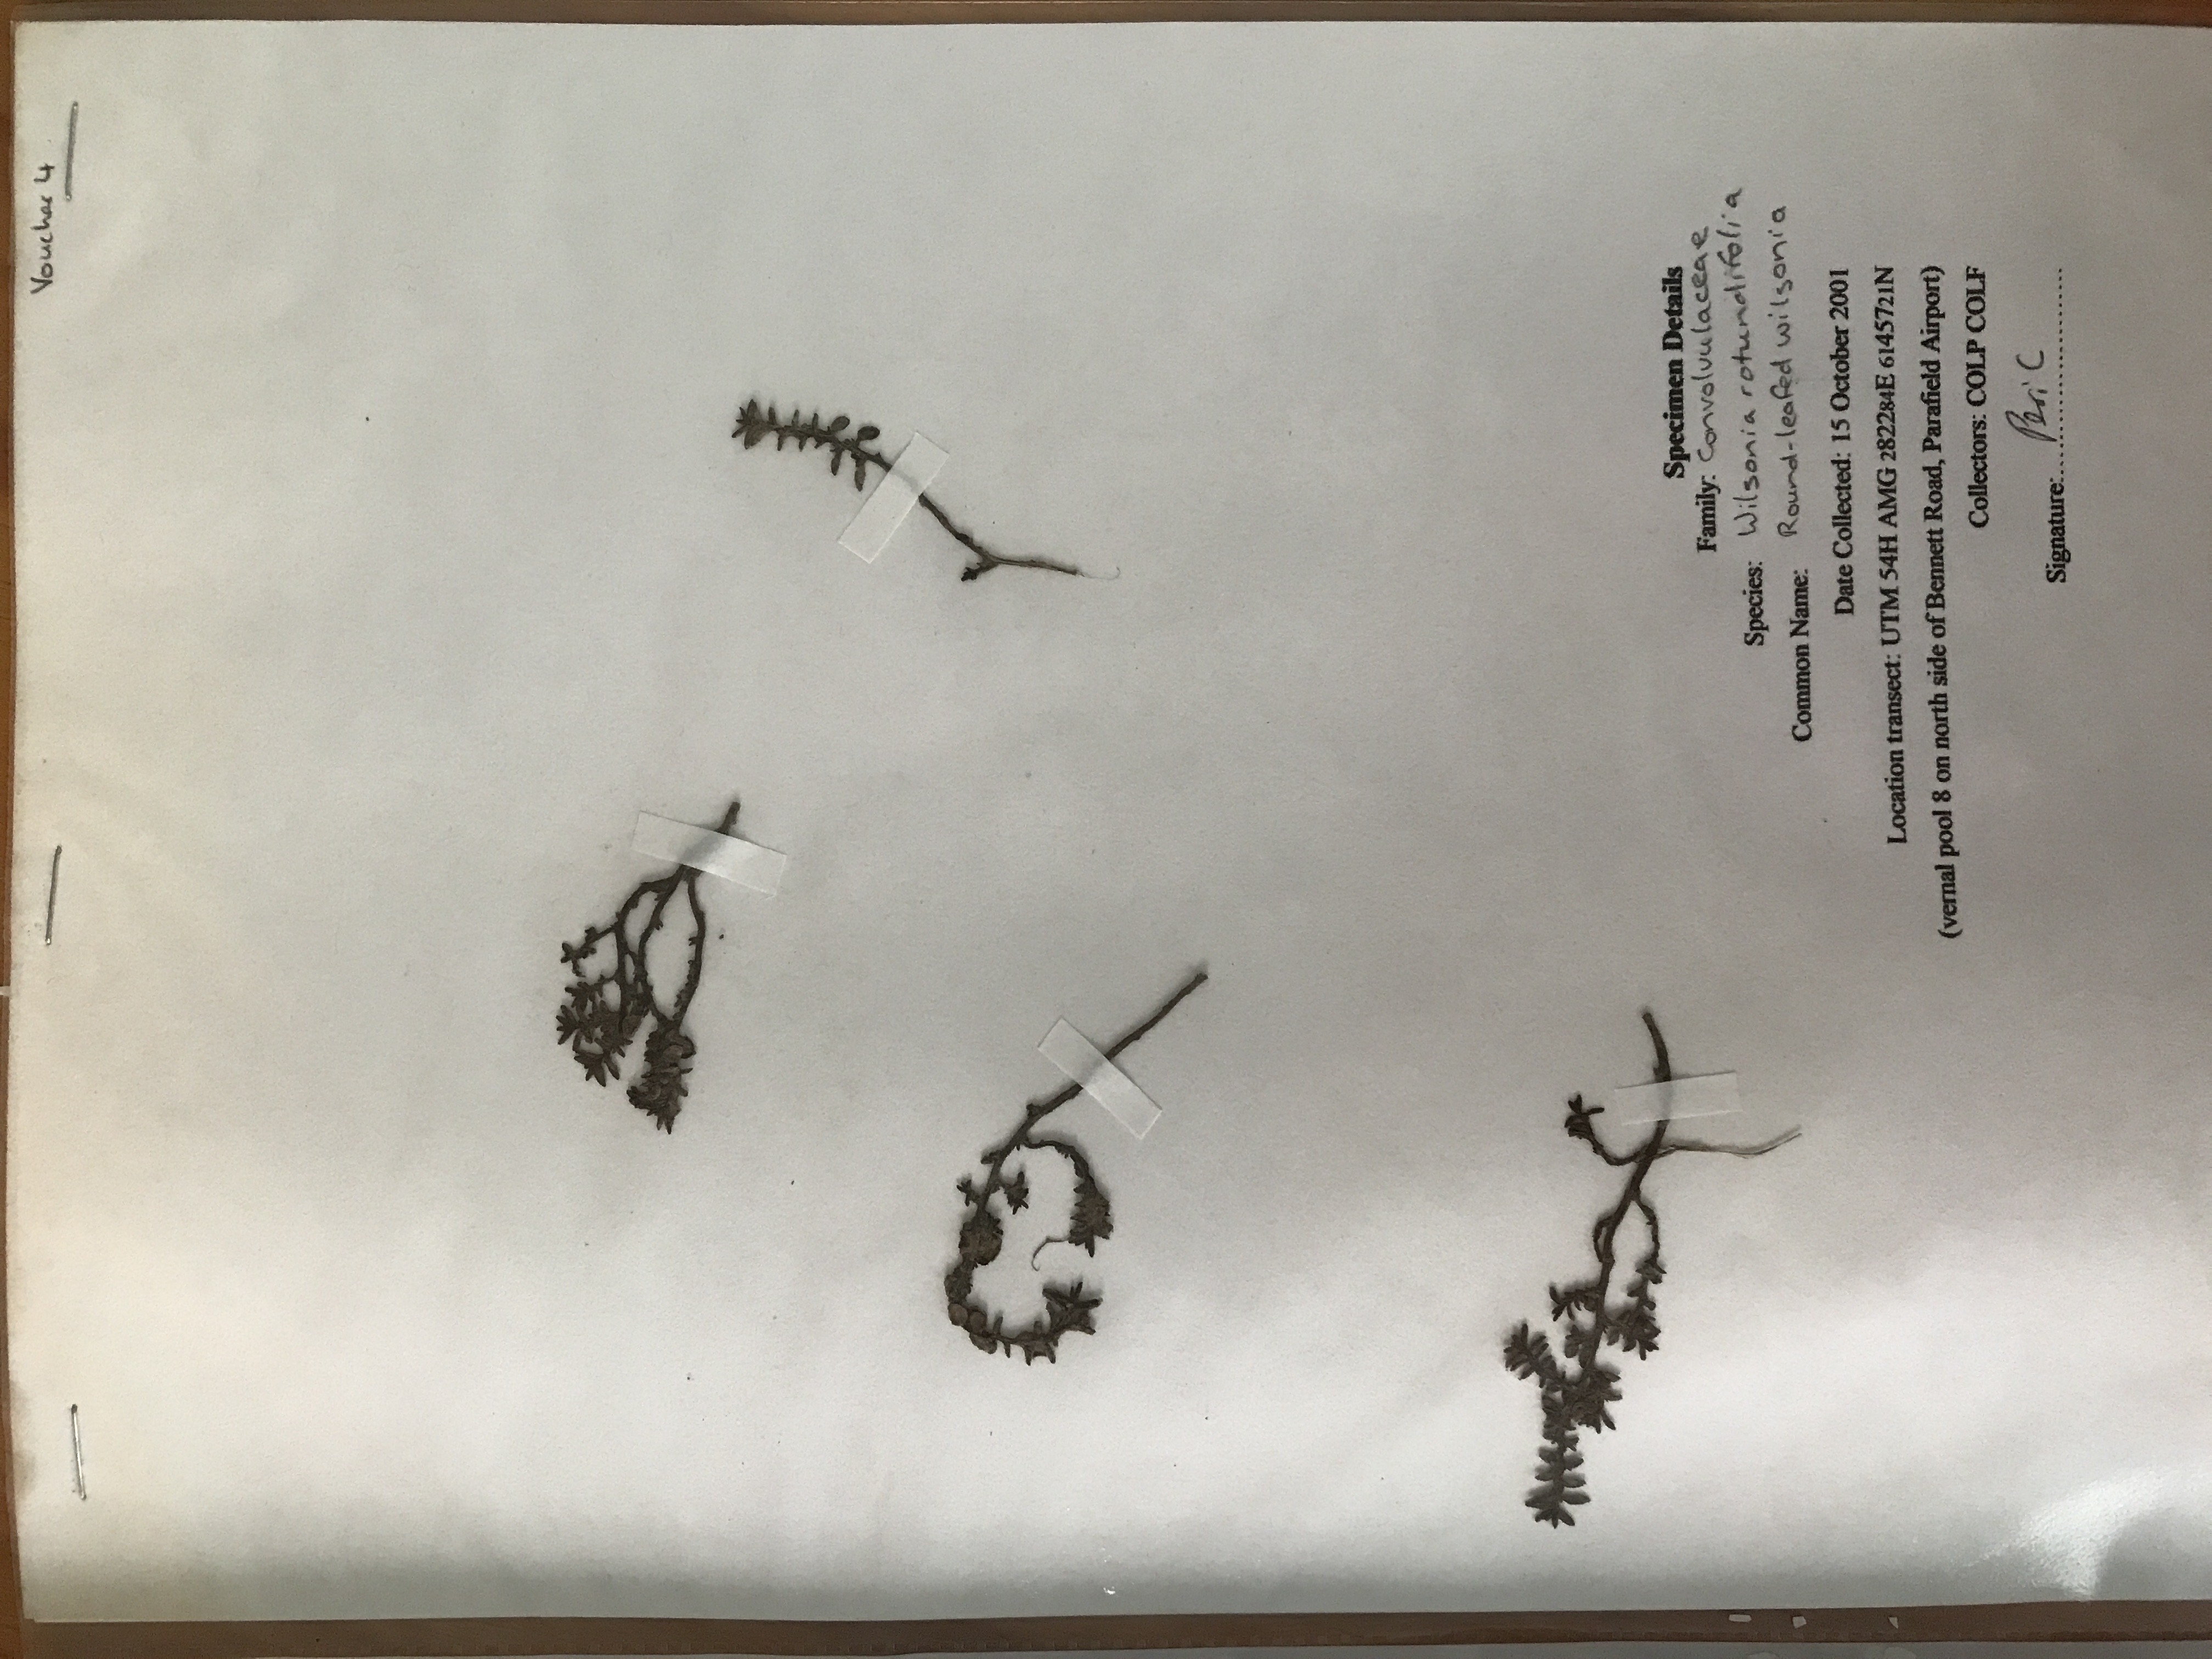 Voucher 4
Specimen Details
Family: Convolvulaceae
Species: Wilsonia rotundifolia
Common Name: Round-leafed wilsonia
Date Collected: 15 October 2001
Location transect: UTM 54H AMG 282284E 6145721N
(vernal pool 8 on north side of Bennett Road, Parafield Airport)
Collectors: COLP COLF
Signature:.......Peri C.......